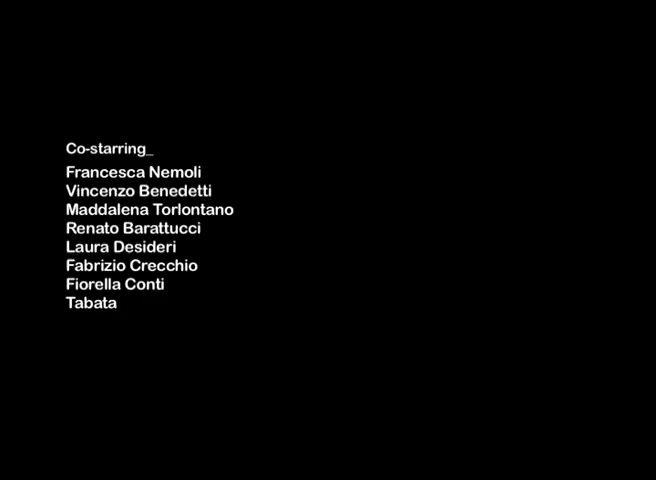 Co-starring_
Francesca Nemoli
Vincenzo Benedetti
Maddalena Torlontano
Renato Barattucci
Laura Desideri
Fabrizio Crecchio
Fiorella Conti
Tabata